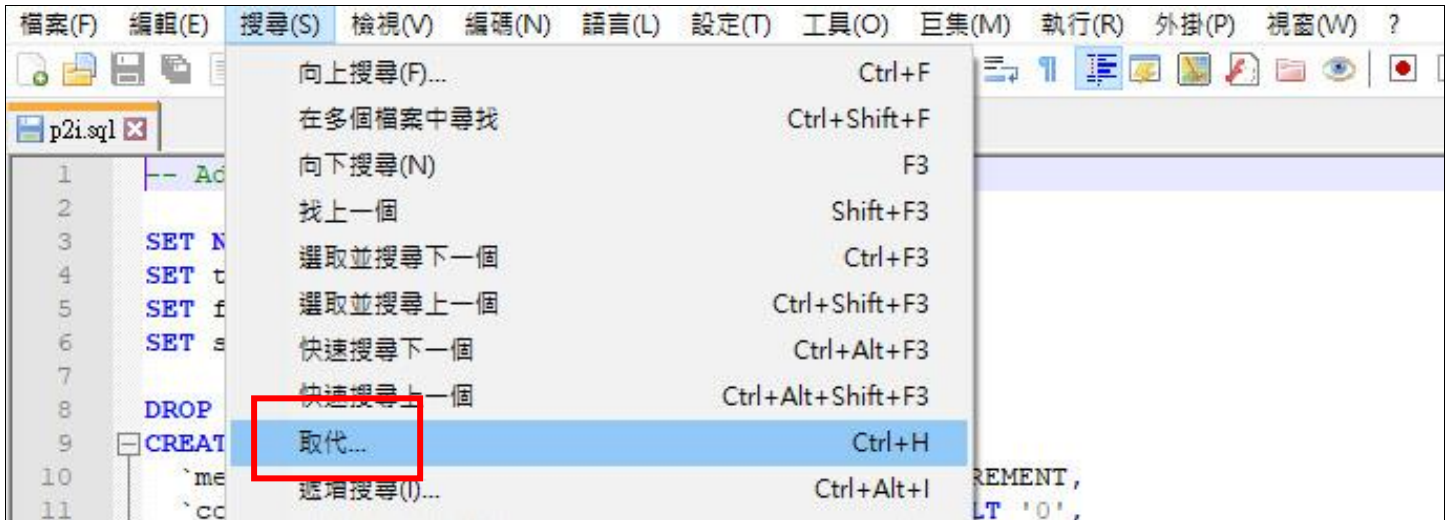 檔案(F) 編輯(E) 搜尋(S) 檢視(V) 編碼(N) 語言(L) 設定(T) 工具(O) 巨集(M) 執行(R) 外掛(P) 視窗(W) ?
p2i.sql
向上搜尋(F)... Ctrl+F
在多個檔案中尋找 Ctrl+Shift+F
向下搜尋(N) F3
找上一個 Shift+F3
選取並搜尋下一個 Ctrl+F3
選取並搜尋上一個 Ctrl+Shift+F3
快速搜尋下一個 Ctrl+Alt+F3
快速搜尋上一個 Ctrl+Alt+Shift+F3
取代... Ctrl+H
遞增搜尋(I)... Ctrl+Alt+I
1 -- Ad
2
3 SET N
4 SET t
5 SET f
6 SET s
7
8 DROP
9 CREAT
10 `me REMENT,
11 `cc LT '0',